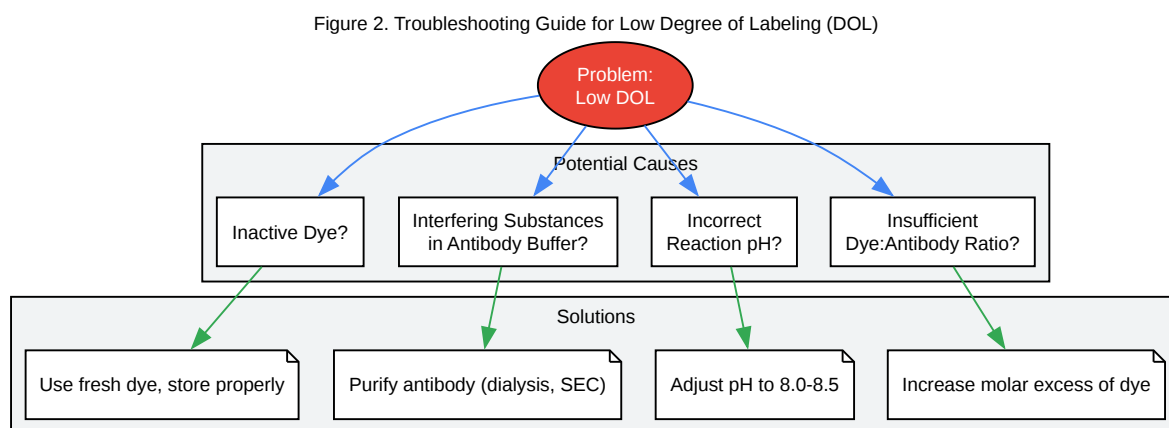 Figure 2. Troubleshooting Guide for Low Degree of Labeling (DOL)
Problem:
Low DOL
Potential Causes
Inactive Dye?
Interfering Substances
in Antibody Buffer?
Incorrect
Reaction pH?
Insufficient
Dye:Antibody Ratio?
Solutions
Use fresh dye, store properly
Purify antibody (dialysis, SEC)
Adjust pH to 8.0-8.5
Increase molar excess of dye